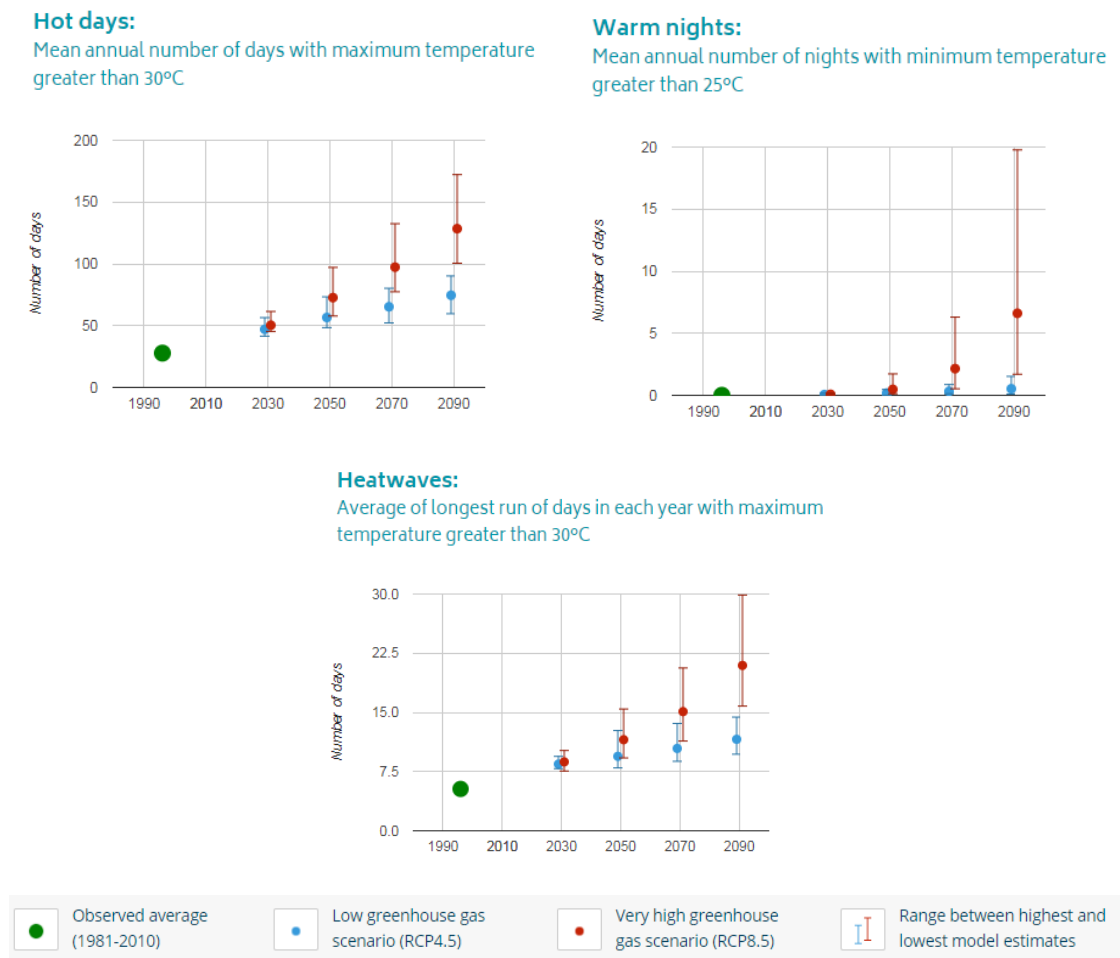 Hot days:
Mean annual number of days with maximum temperature
greater than 30ºC
200
150
100
50
0
Number of days
1990 2010 2030 2050 2070 2090
Warm nights:
Mean annual number of nights with minimum temperature
greater than 25ºC
20
15
10
5
0
Number of days
1990 2010 2030 2050 2070 2090
Heatwaves:
Average of longest run of days in each year with maximum
temperature greater than 30ºC
30.0
22.5
15.0
7.5
0.0
Number of days
1990 2010 2030 2050 2070 2090
Observed average
(1981-2010)
Low greenhouse gas
scenario (RCP4.5)
Very high greenhouse
gas scenario (RCP8.5)
Range between highest and
lowest model estimates